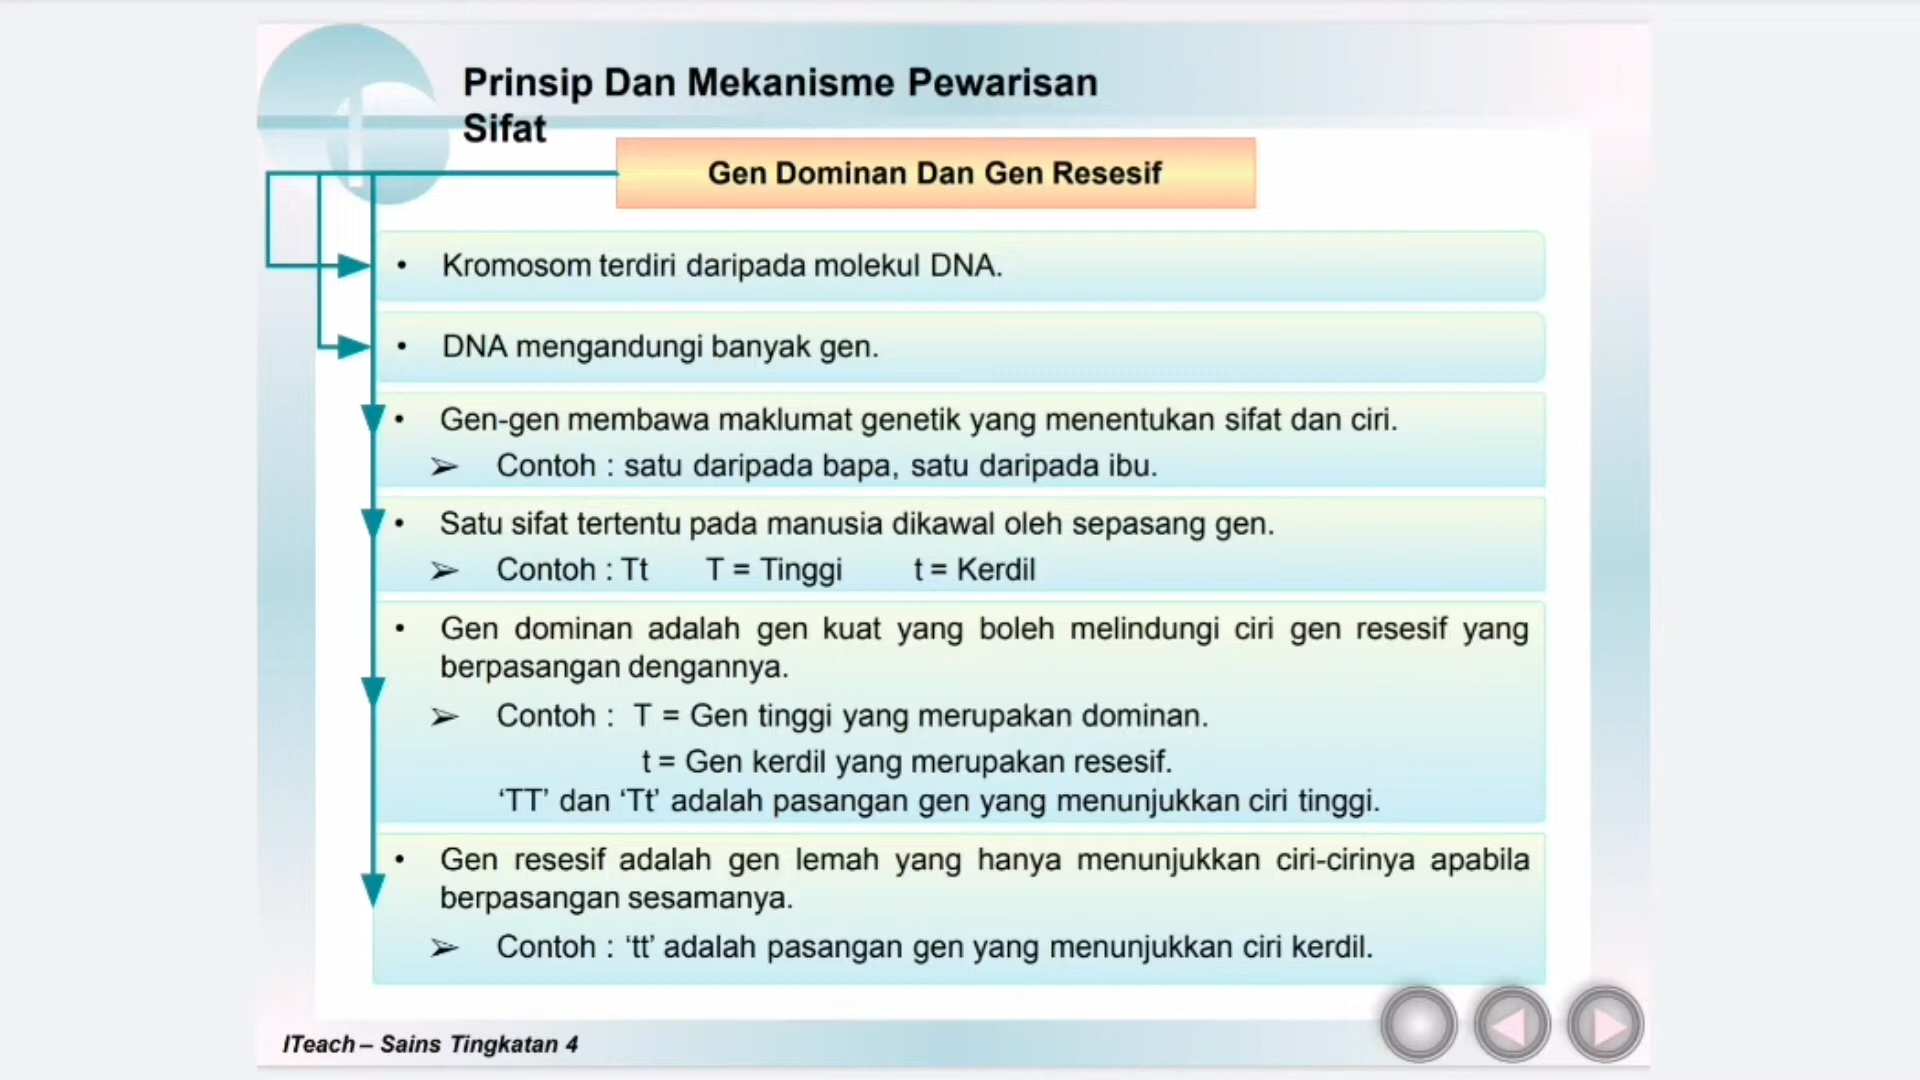 Prinsip Dan Mekanisme Pewarisan
Sifat
Gen Dominan Dan Gen Resesif
• Kromosom terdiri daripada molekul DNA.
• DNA mengandungi banyak gen.
• Gen-gen membawa maklumat genetik yang menentukan sifat dan ciri.
➢ Contoh : satu daripada bapa, satu daripada ibu.
• Satu sifat tertentu pada manusia dikawal oleh sepasang gen.
➢ Contoh : Tt T = Tinggi t = Kerdil
• Gen dominan adalah gen kuat yang boleh melindungi ciri gen resesif yang
berpasangan dengannya.
➢ Contoh : T = Gen tinggi yang merupakan dominan.
t = Gen kerdil yang merupakan resesif.
‘TT’ dan ‘Tt’ adalah pasangan gen yang menunjukkan ciri tinggi.
• Gen resesif adalah gen lemah yang hanya menunjukkan ciri-cirinya apabila
berpasangan sesamanya.
➢ Contoh : ‘tt’ adalah pasangan gen yang menunjukkan ciri kerdil.
ITeach – Sains Tingkatan 4